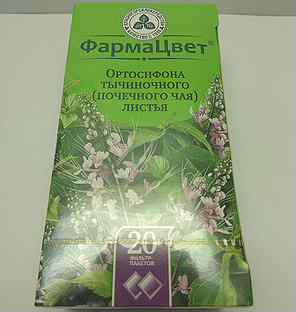 ФармаЦвет®
ОРТОСИФОНА
ТЫЧИНОЧНОГО
(ПОЧЕЧНОГО ЧАЯ)
ЛИСТЬЯ
20
ФИЛЬТР-
ПАКЕТОВ